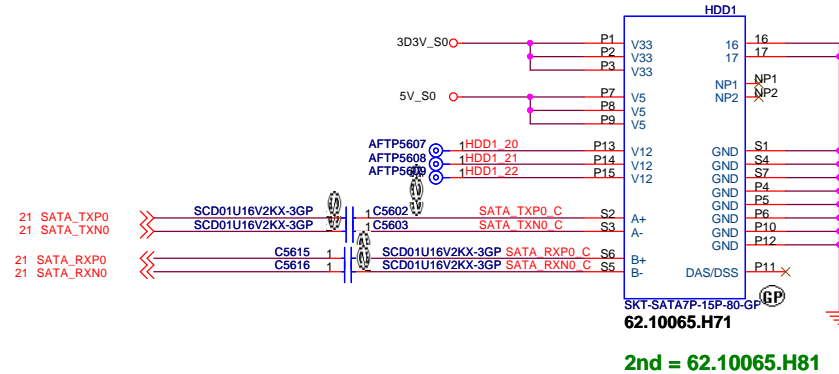 HDD1
3D3V_S0 P1 V33 16 16
P2 V33 17 17
P3 V33
NP1 NP1
5V_S0 P7 V5 NP2 NP2
P8 V5
P9 V5
AFTP5607 1 HDD1_20 P13 V12 GND S1
AFTP5608 1 HDD1_21 P14 V12 GND S4
AFTP5609 1 HDD1_22 P15 V12 GND S7
GND P4
GND P5
21 SATA_TXP0 SCD01U16V2KX-3GP 1 C5602 SATA_TXP0_C S2 A+ GND P6
21 SATA_TXN0 SCD01U16V2KX-3GP 1 C5603 SATA_TXN0_C S3 A- GND P10
GND P12
21 SATA_RXP0 C5615 1 SCD01U16V2KX-3GP SATA_RXP0_C S6 B+
21 SATA_RXN0 C5616 1 SCD01U16V2KX-3GP SATA_RXN0_C S5 B- DAS/DSS P11
SKT-SATA7P-15P-80-GP GP
62.10065.H71
2nd = 62.10065.H81